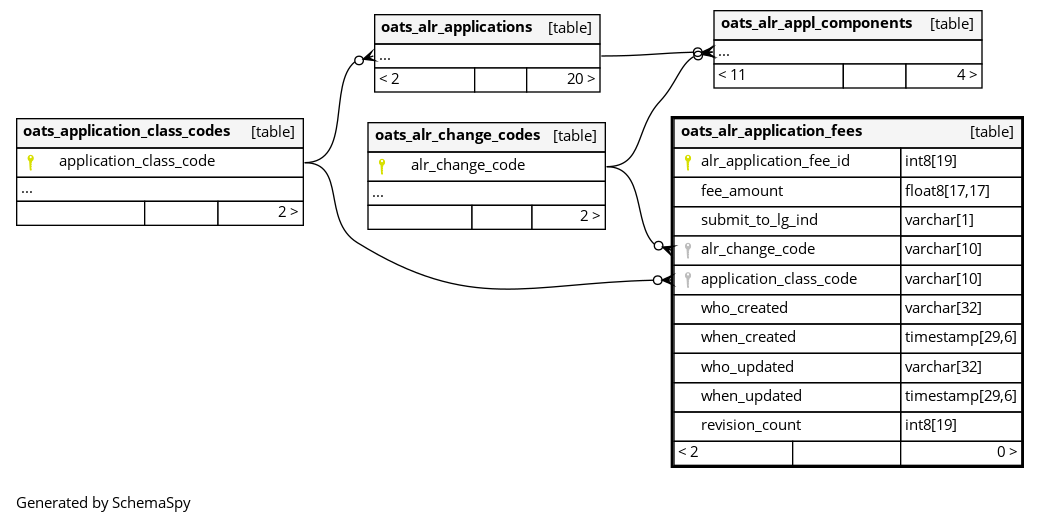 oats_alr_applications [table]
...
< 2 20 >
oats_alr_appl_components [table]
...
< 11 4 >
oats_application_class_codes [table]
application_class_code
...
2 >
oats_alr_change_codes [table]
alr_change_code
...
2 >
oats_alr_application_fees [table]
alr_application_fee_id int8[19]
fee_amount float8[17,17]
submit_to_lg_ind varchar[1]
alr_change_code varchar[10]
application_class_code varchar[10]
who_created varchar[32]
when_created timestamp[29,6]
who_updated varchar[32]
when_updated timestamp[29,6]
revision_count int8[19]
< 2 0 >
Generated by SchemaSpy